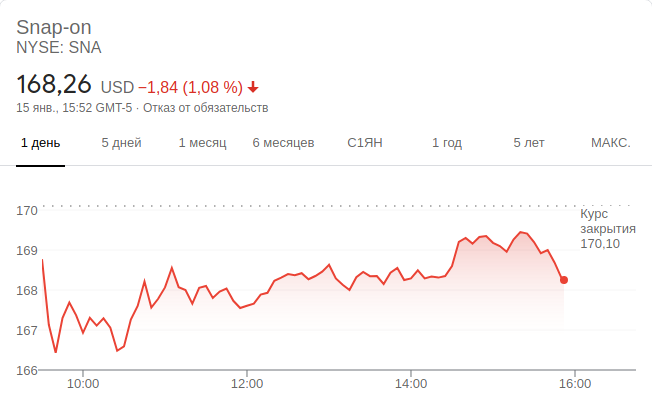 Snap-on
NYSE: SNA
168,26 USD −1,84 (1,08 %)
15 янв., 15:52 GMT-5 · Отказ от обязательств
1 день 5 дней 1 месяц 6 месяцев С1ЯН 1 год 5 лет МАКС.
170
Курс
закрытия
170,10
169
168
167
166
10:00 12:00 14:00 16:00